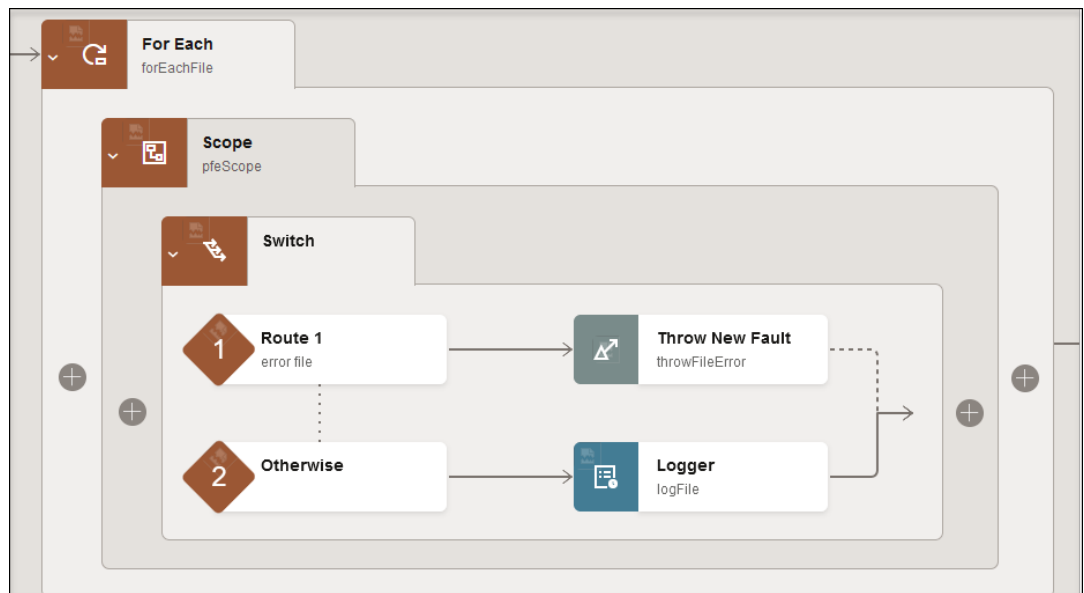 For Each
forEachFile
Scope
pfeScope
Switch
1
Route 1
error file
Throw New Fault
throwFileError
2
Otherwise
Logger
logFile